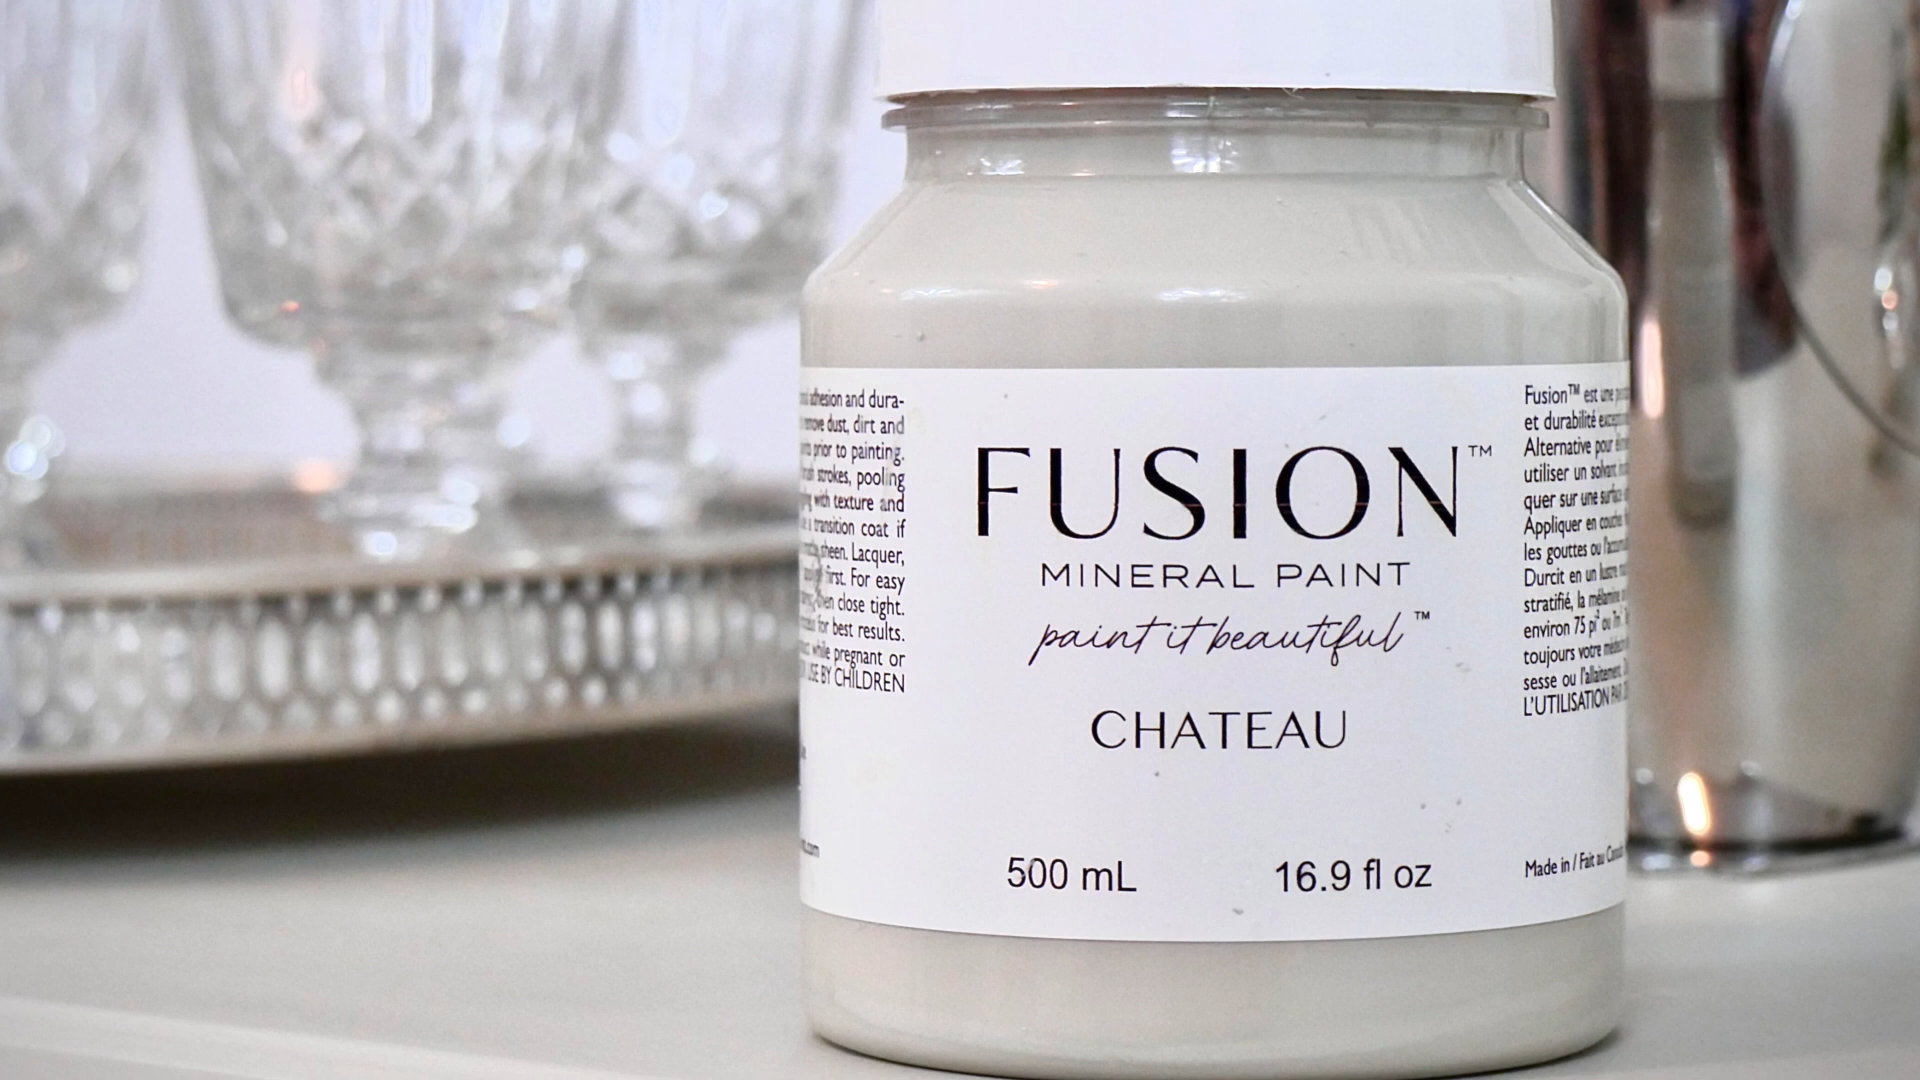 adhesion and dura-
remove dust, dirt and
prior to painting.
strokes, pooling
with texture and
a transition coat if
sheen. Lacquer,
first. For easy
then close tight.
for best results.
while pregnant or
USE BY CHILDREN
.com
FUSION™
MINERAL PAINT
paint it beautiful™
CHATEAU
500 mL 16.9 fl oz
Fusion™ est une
et durabilité
Alternative pour
utiliser un solvant
quer sur une surface
Appliquer en couches
les gouttes ou
Durcit en un lustre
stratifié, la mélamine
environ 75 pi² ou 7m²
toujours votre
sesse ou l'allaitement.
L'UTILISATION PAR
Made in / Fait au